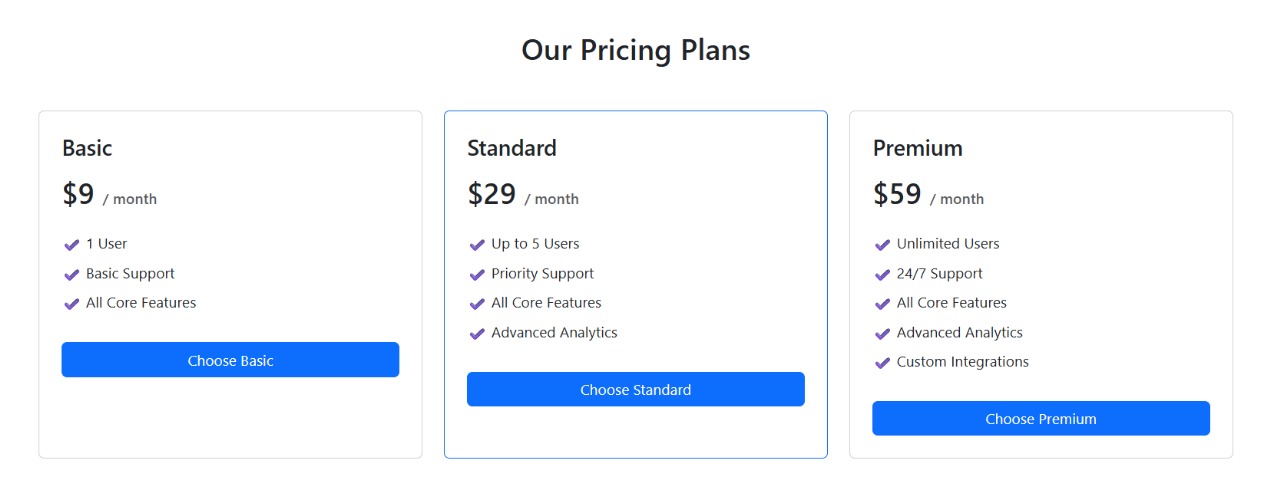 Our Pricing Plans
Basic
$9 / month
✔ 1 User
✔ Basic Support
✔ All Core Features
Choose Basic
Standard
$29 / month
✔ Up to 5 Users
✔ Priority Support
✔ All Core Features
✔ Advanced Analytics
Choose Standard
Premium
$59 / month
✔ Unlimited Users
✔ 24/7 Support
✔ All Core Features
✔ Advanced Analytics
✔ Custom Integrations
Choose Premium